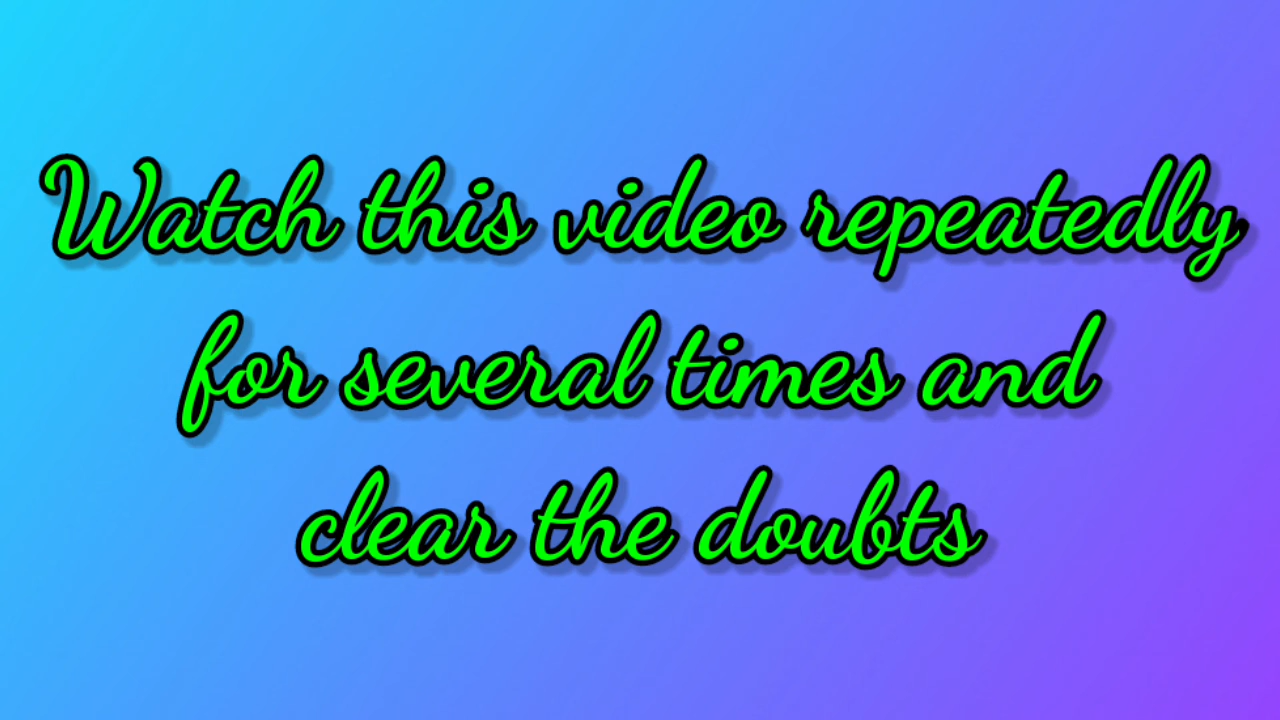 Watch this video repeatedly
for several times and
clear the doubts